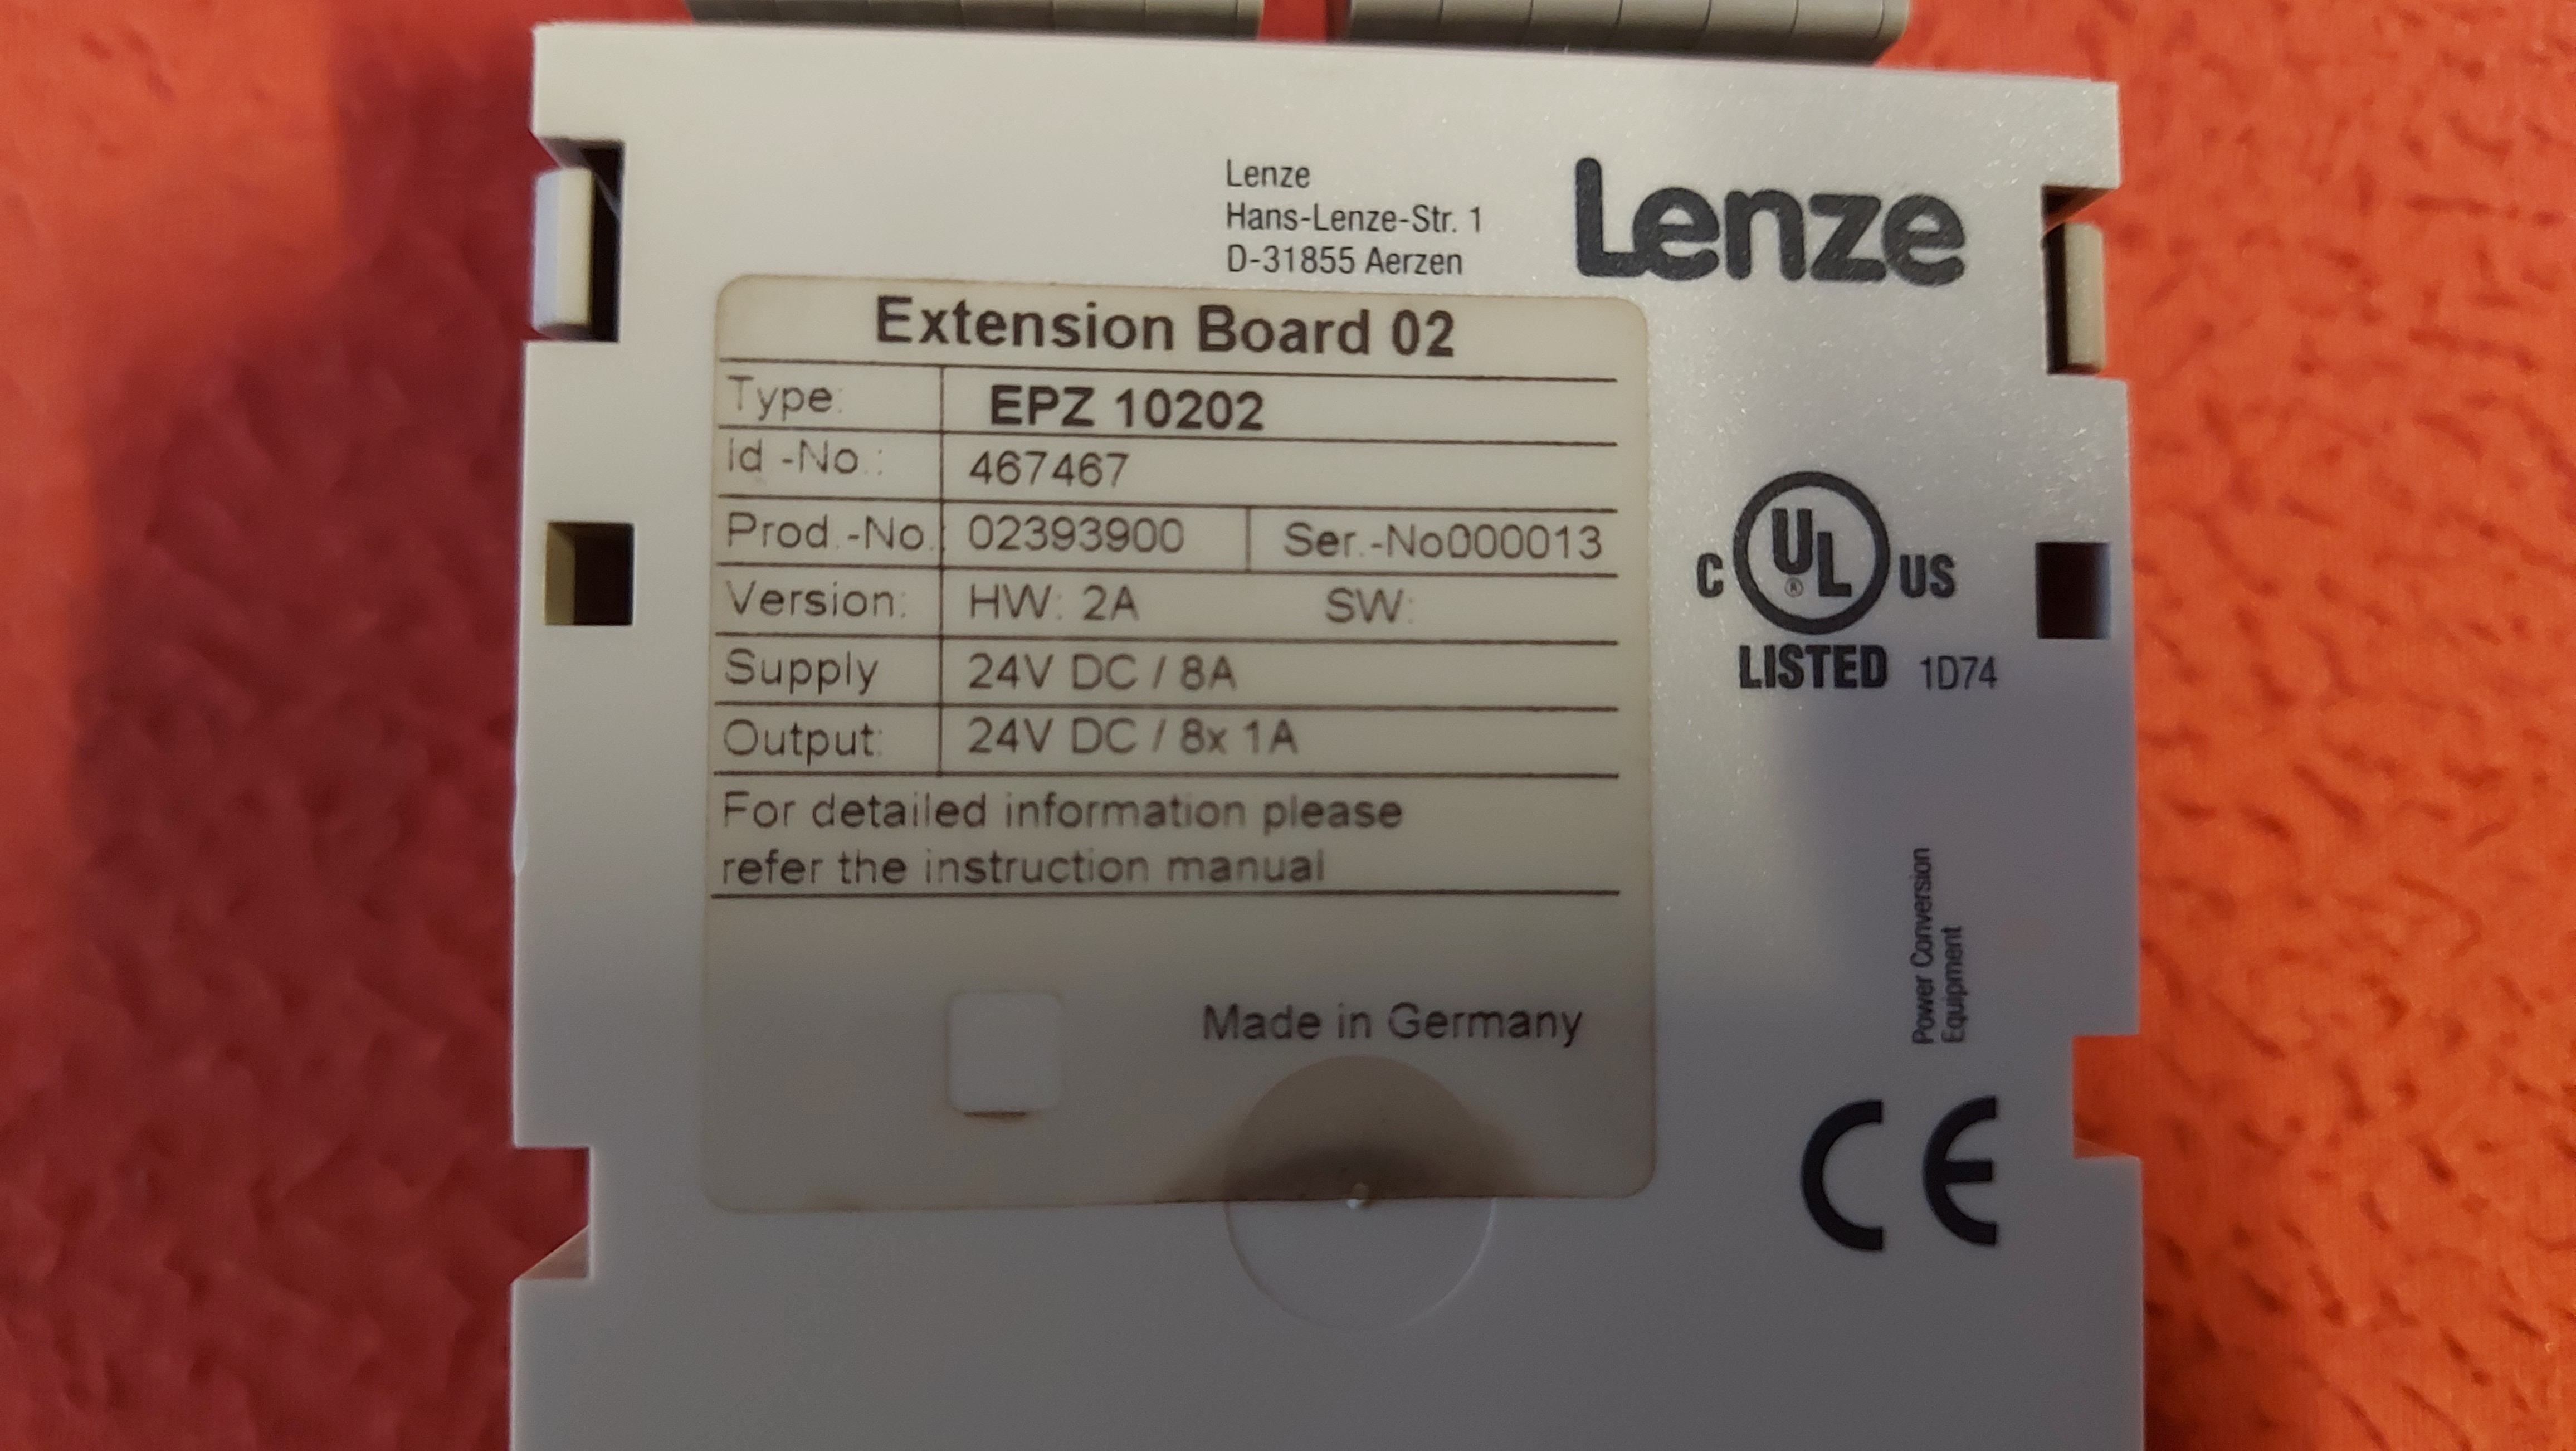 Lenze
Hans-Lenze-Str. 1
D-31855 Aerzen
Lenze
Extension Board 02
Type: EPZ 10202
Id.-No.: 467467
Prod.-No. 02393900 Ser.-No000013
Version: HW: 2A SW:
Supply 24V DC / 8A
Output: 24V DC / 8x 1A
For detailed information please
refer the instruction manual
Made in Germany
C UL® US
LISTED 1D74
Power Conversion
Equipment
CE